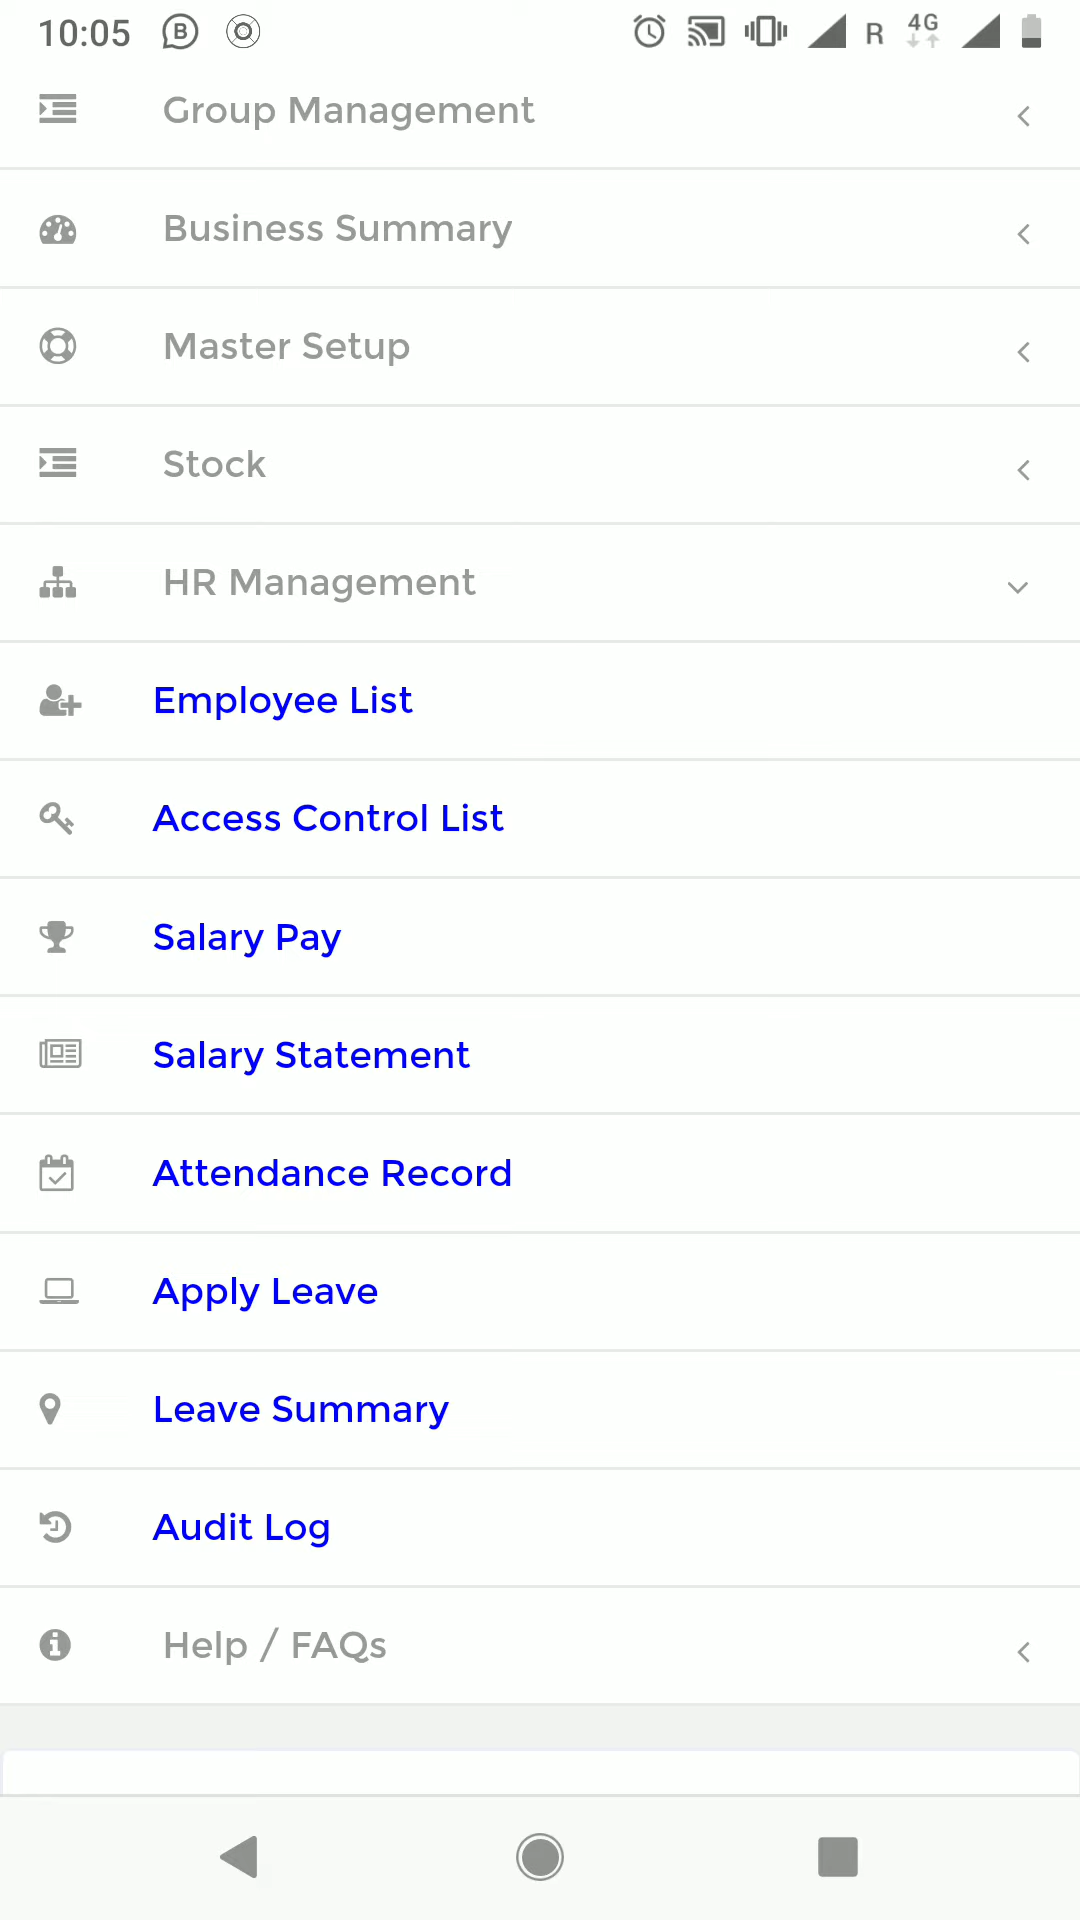 10:05 B R 4G
Group Management
Business Summary
Master Setup
Stock
HR Management
Employee List
Access Control List
Salary Pay
Salary Statement
Attendance Record
Apply Leave
Leave Summary
Audit Log
Help / FAQs